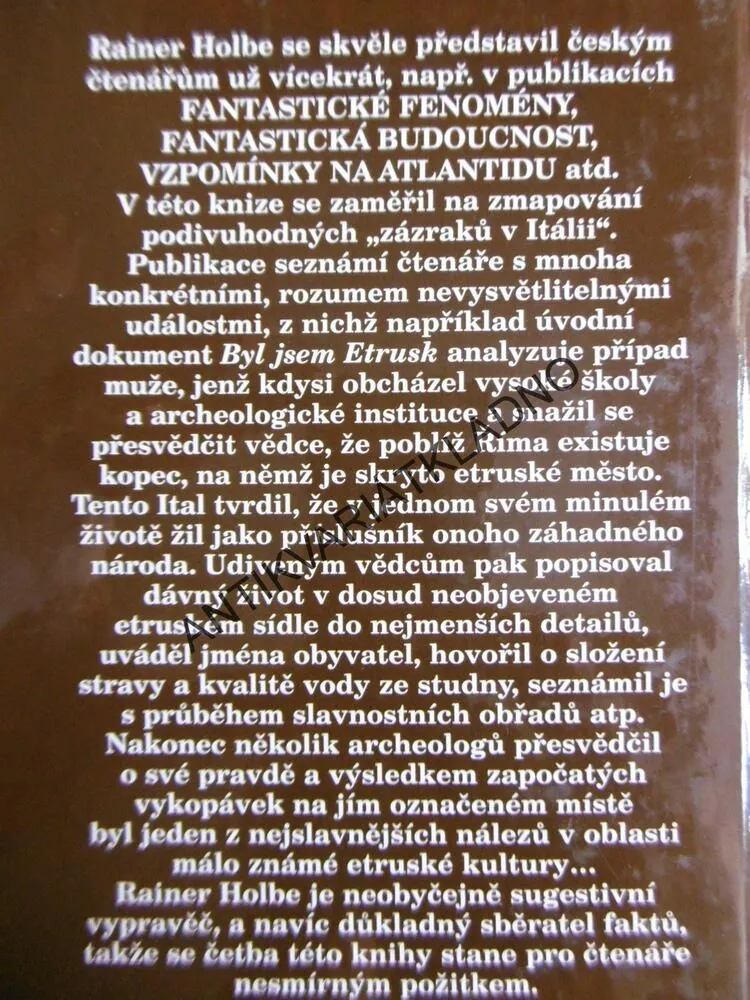 Rainer Holbe se skvěle představil českým
čtenářům už vícekrát, např. v publikacích
FANTASTICKÉ FENOMÉNY,
FANTASTICKÁ BUDOUCNOST,
VZPOMÍNKY NA ATLANTIDU atd.
V této knize se zaměřil na zmapování
podivuhodných „zázraků v Itálii“.
Publikace seznámí čtenáře s mnoha
konkrétními, rozumem nevysvětlitelnými
událostmi, z nichž například úvodní
dokument Byl jsem Etrusk analyzuje případ
muže, jenž kdysi obcházel vysoké školy
a archeologické instituce a snažil se
přesvědčit vědce, že poblíž Říma existuje
kopec, na němž je skryto etruské město.
Tento Ital tvrdil, že v jednom svém minulém
životě žil jako příslušník onoho záhadného
národa. Udiveným vědcům pak popisoval
dávný život v dosud neobjeveném
etruském sídle do nejmenších detailů,
uváděl jména obyvatel, hovořil o složení
stravy a kvalitě vody ze studny, seznámil je
s průběhem slavnostních obřadů atp.
Nakonec několik archeologů přesvědčil
o své pravdě a výsledkem započatých
vykopávek na jím označeném místě
byl jeden z nejslavnějších nálezů v oblasti
málo známé etruské kultury...
Rainer Holbe je neobyčejně sugestivní
vypravěč, a navíc důkladný sběratel faktů,
takže se četba této knihy stane pro čtenáře
nesmírným požitkem.
ANTIKVARIATKLADNO